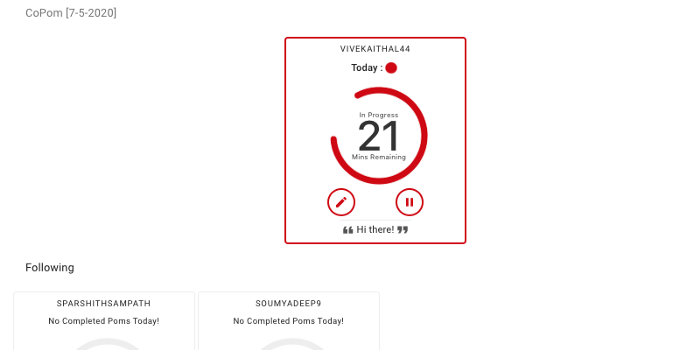 CoPom [7-5-2020]
VIVEKAITHAL44
Today :
In Progress
21
Mins Remaining
❝ Hi there! ❞
Following
SPARSHITHSAMPATH
No Completed Poms Today!
SOUMYADEEP9
No Completed Poms Today!